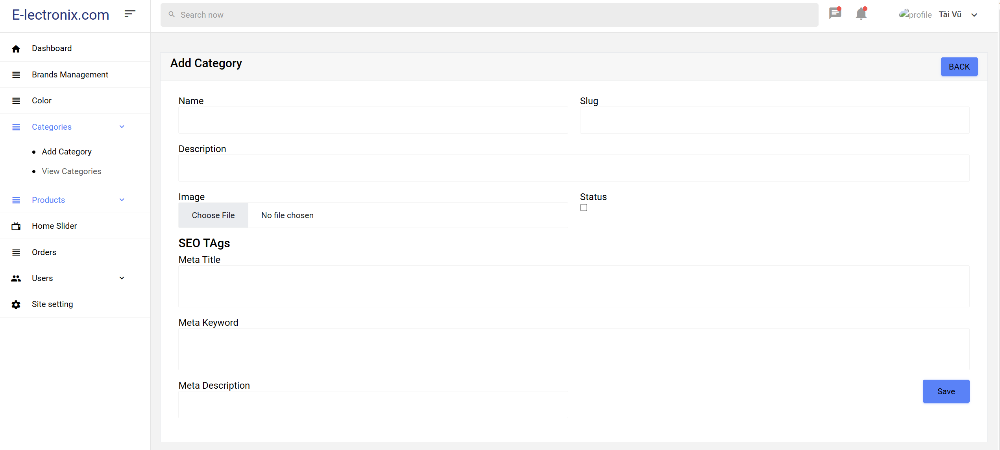 E-lectronix.com
Search now
profile
Tài Vũ
Dashboard
Brands Management
Color
Categories
Add Category
View Categories
Products
Home Slider
Orders
Users
Site setting
Add Category
BACK
Name
Slug
Description
Image
Choose File
No file chosen
Status
SEO TAgs
Meta Title
Meta Keyword
Meta Description
Save